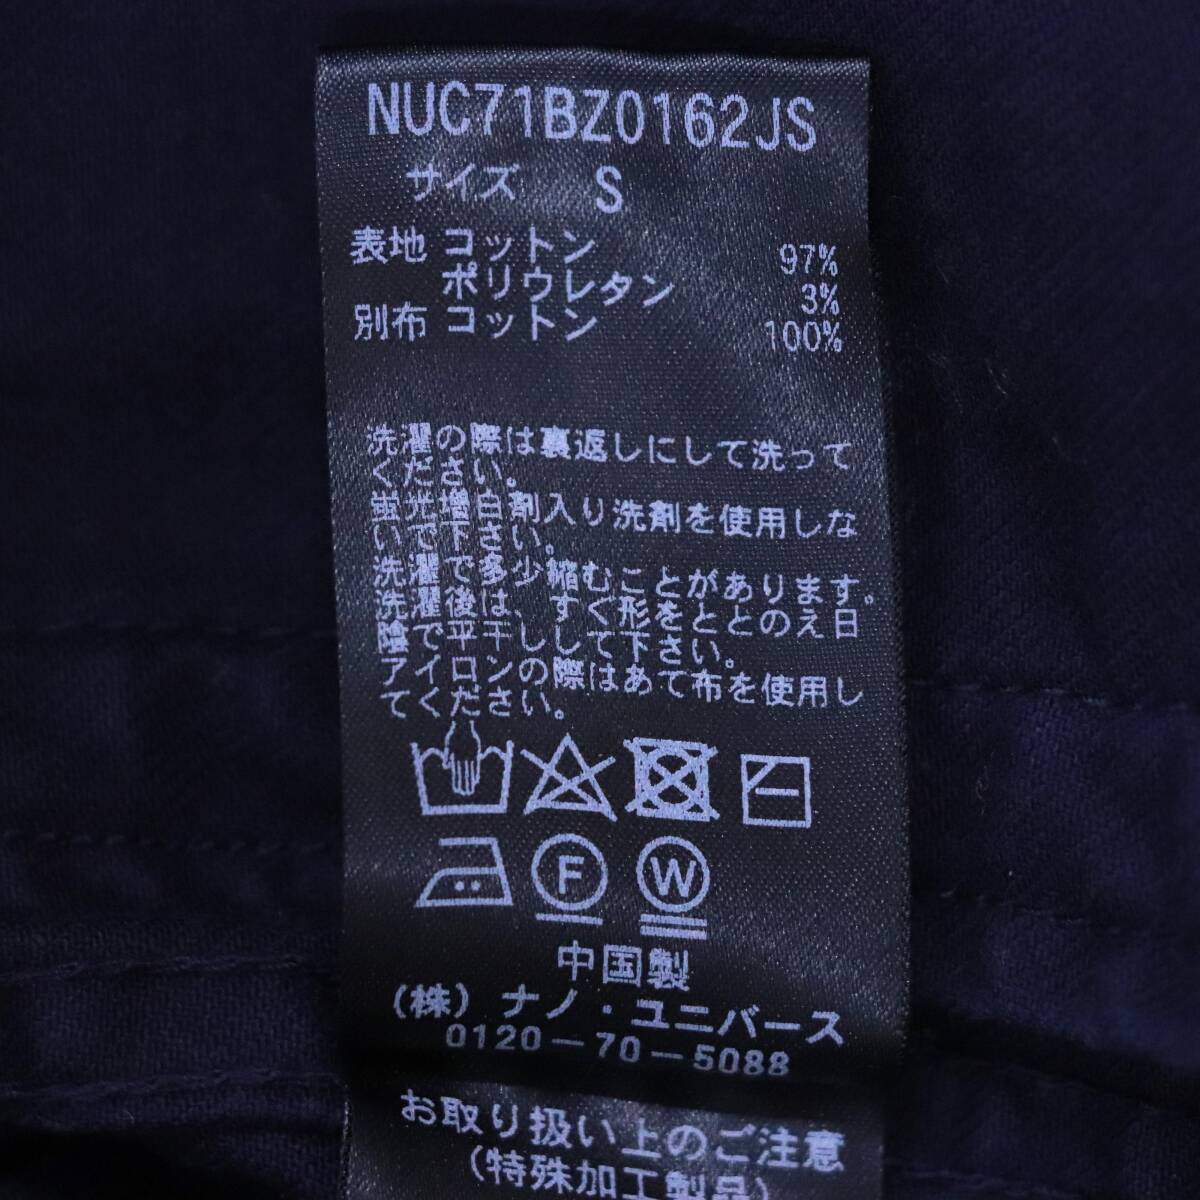 NUC71BZ0162JS
サイズ S
表地 コットン 97%
ポリウレタン 3%
別布 コットン 100%
洗濯の際は裏返しにして洗って
ください。
蛍光増白剤入り洗剤を使用しな
いで下さい。
洗濯で多少縮むことがあります。
洗濯後は、すぐ形をととのえ日
陰で平干しして下さい。
アイロンの際はあて布を使用し
てください。
F W
中国製
(株)ナノ・ユニバース
0120-70-5088
お取り扱い上のご注意
(特殊加工製品)